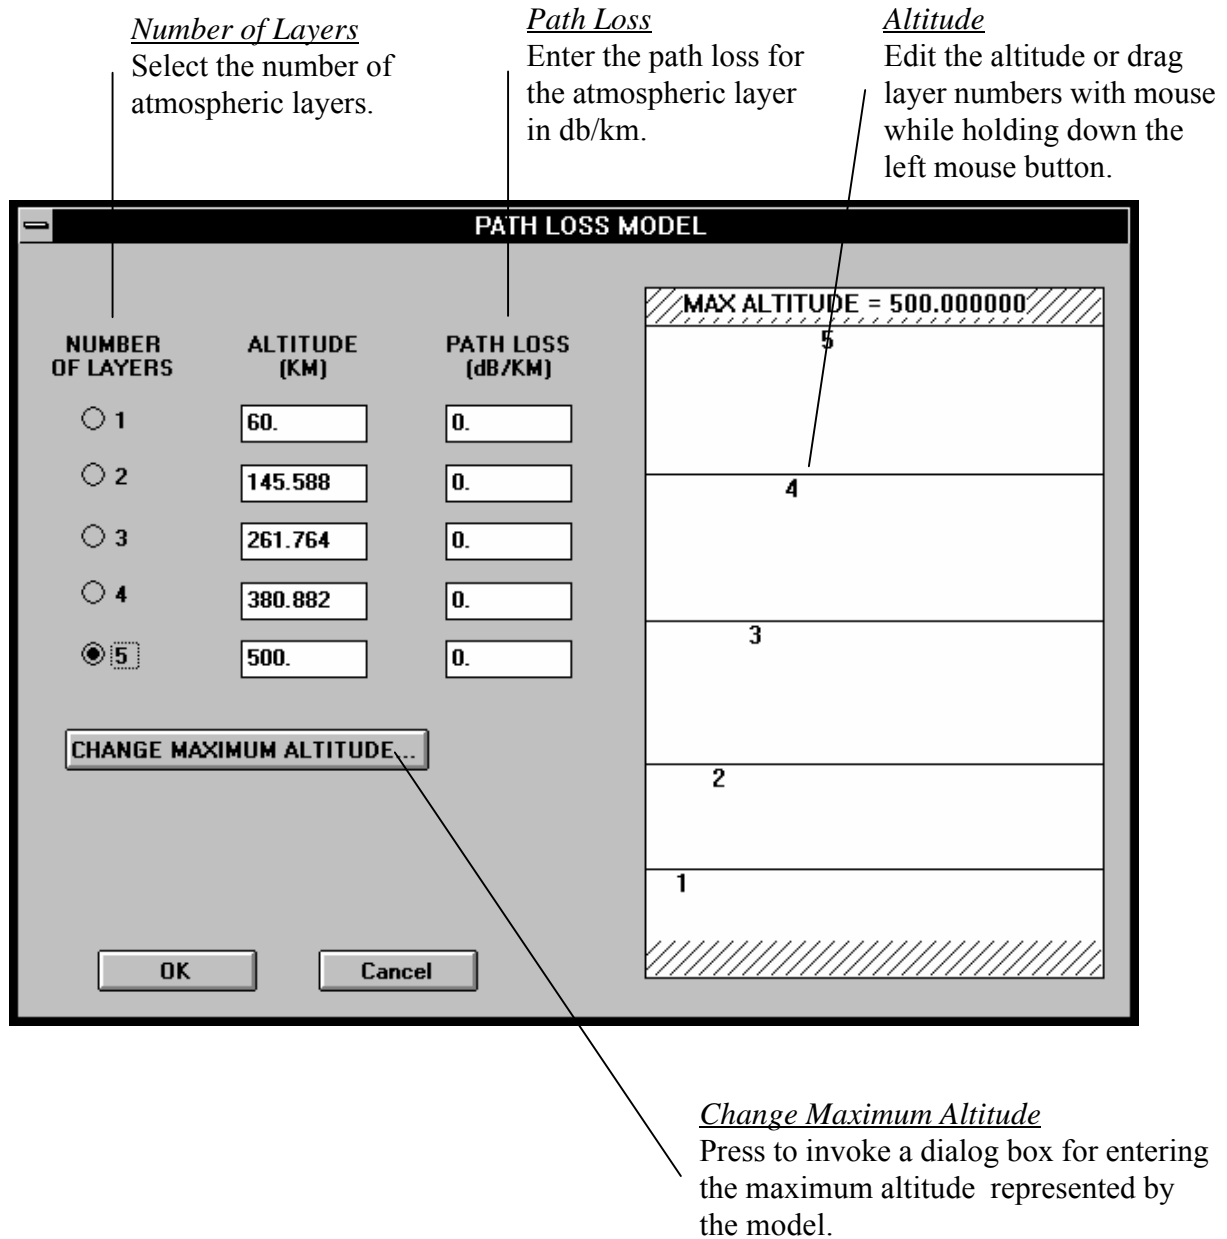 Number of Layers
Select the number of
atmospheric layers.
Path Loss
Enter the path loss for
the atmospheric layer
in db/km.
Altitude
Edit the altitude or drag
layer numbers with mouse
while holding down the
left mouse button.
PATH LOSS MODEL
NUMBER
OF LAYERS
ALTITUDE
(KM)
PATH LOSS
(dB/KM)
1 60. 0.
2 145.588 0.
3 261.764 0.
4 380.882 0.
5 500. 0.
CHANGE MAXIMUM ALTITUDE...
OK Cancel
MAX ALTITUDE = 500.000000
5
4
3
2
1
Change Maximum Altitude
Press to invoke a dialog box for entering
the maximum altitude represented by
the model.